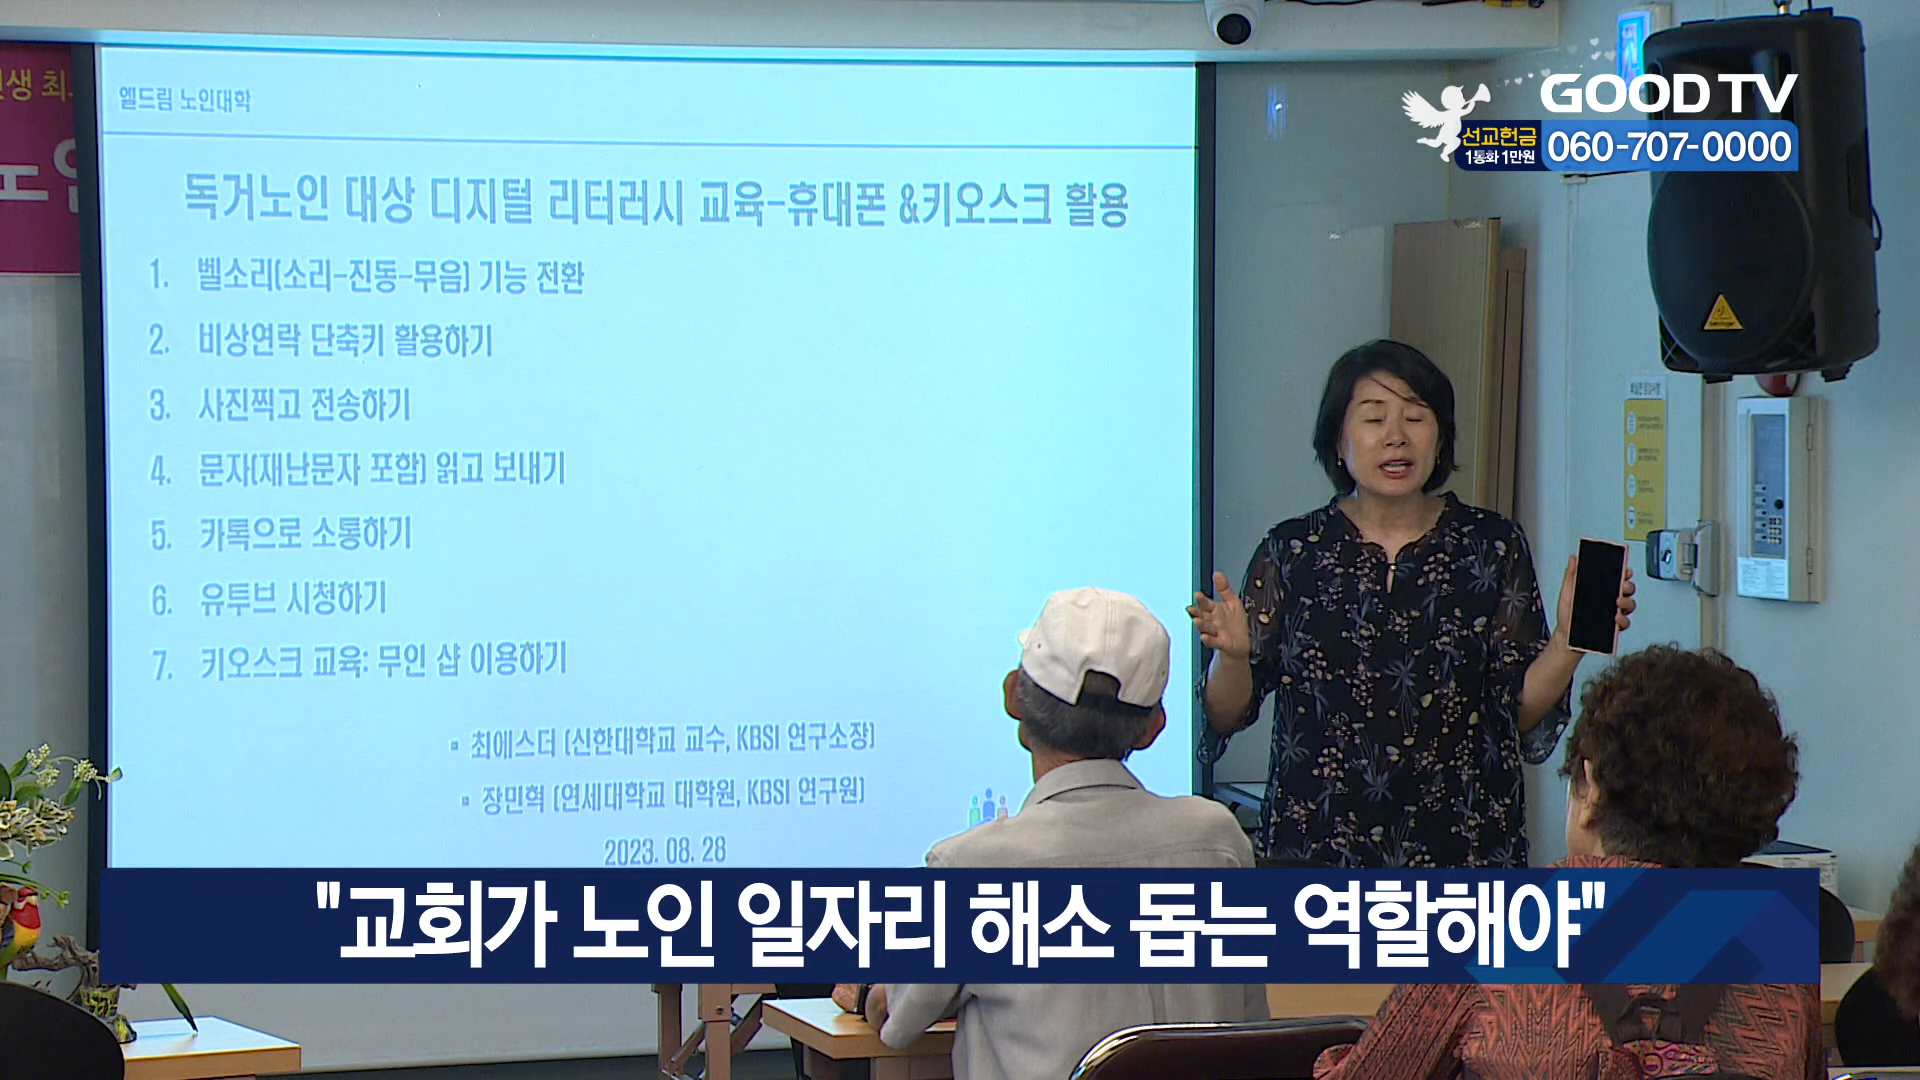 GOOD TV
선교헌금
1통화 1만원
060-707-0000
엘드림 노인대학
독거노인 대상 디지털 리터러시 교육-휴대폰 &키오스크 활용
1. 벨소리(소리-진동-무음) 기능 전환
2. 비상연락 단축키 활용하기
3. 사진찍고 전송하기
4. 문자(재난문자 포함) 읽고 보내기
5. 카톡으로 소통하기
6. 유투브 시청하기
7. 키오스크 교육: 무인 샵 이용하기
▪ 최에스더 (신한대학교 교수, KBSI 연구소장)
▪ 장민혁 (연세대학교 대학원, KBSI 연구원)
2023. 08. 28
"교회가 노인 일자리 해소 돕는 역할해야"
behringer